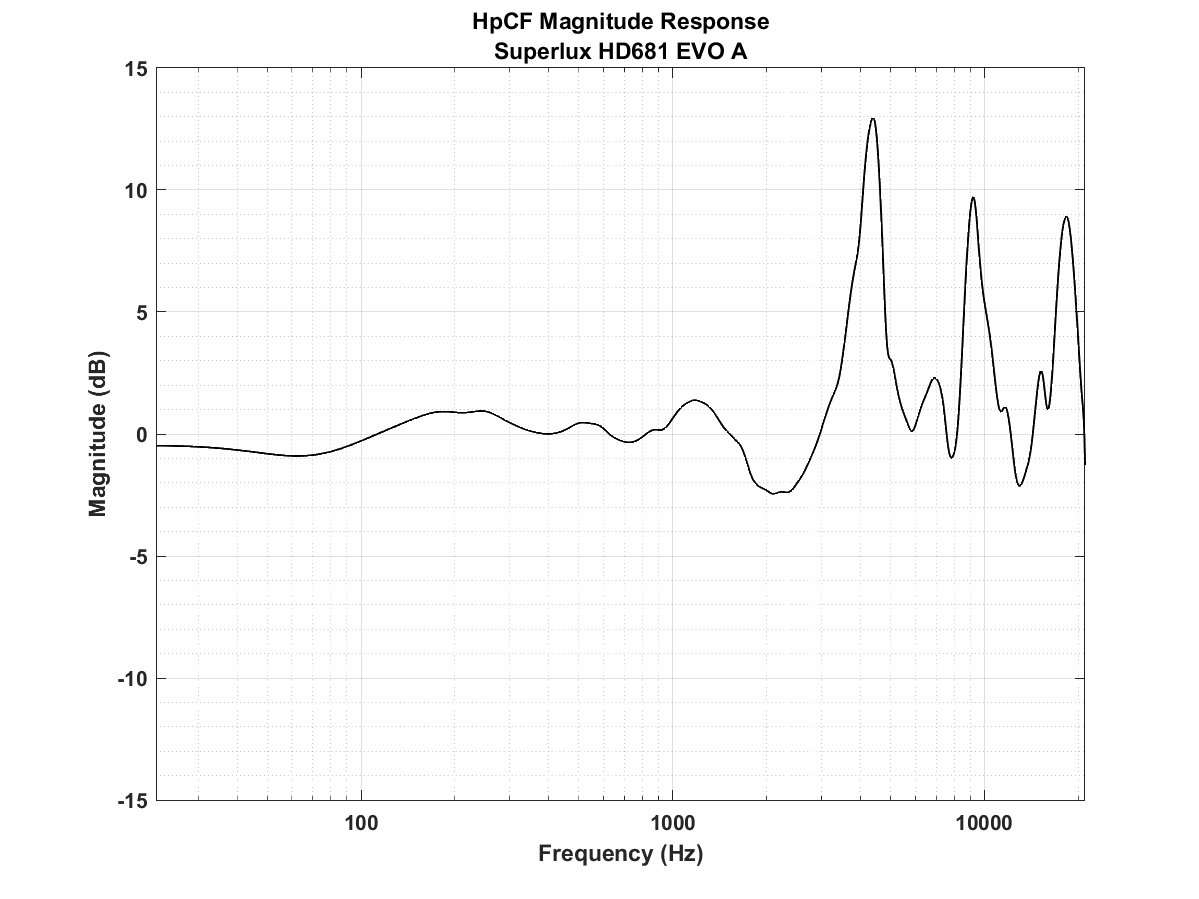 HpCF Magnitude Response
Superlux HD681 EVO A
15
10
5
0
-5
-10
-15
Magnitude (dB)
100
1000
10000
Frequency (Hz)